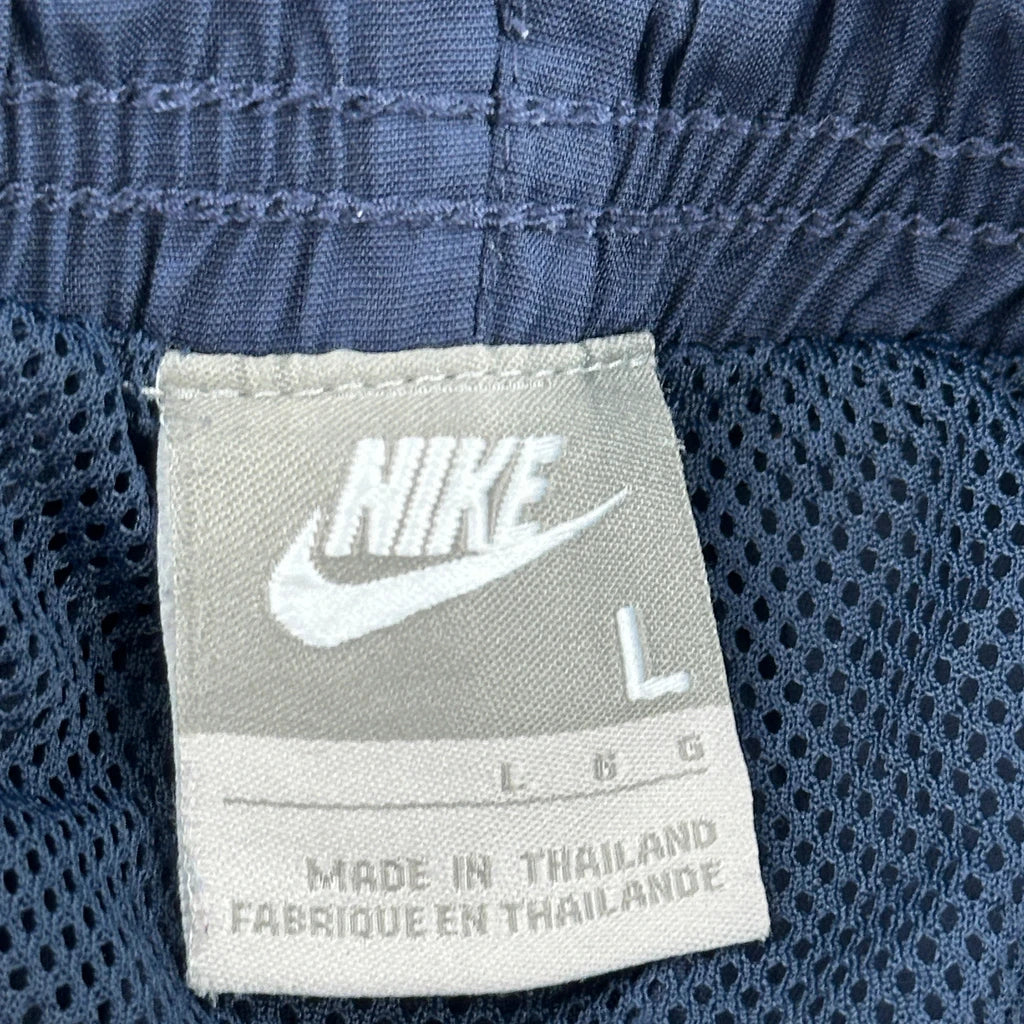 NIKE
L
L G G
MADE IN THAILAND
FABRIQUE EN THAILANDE